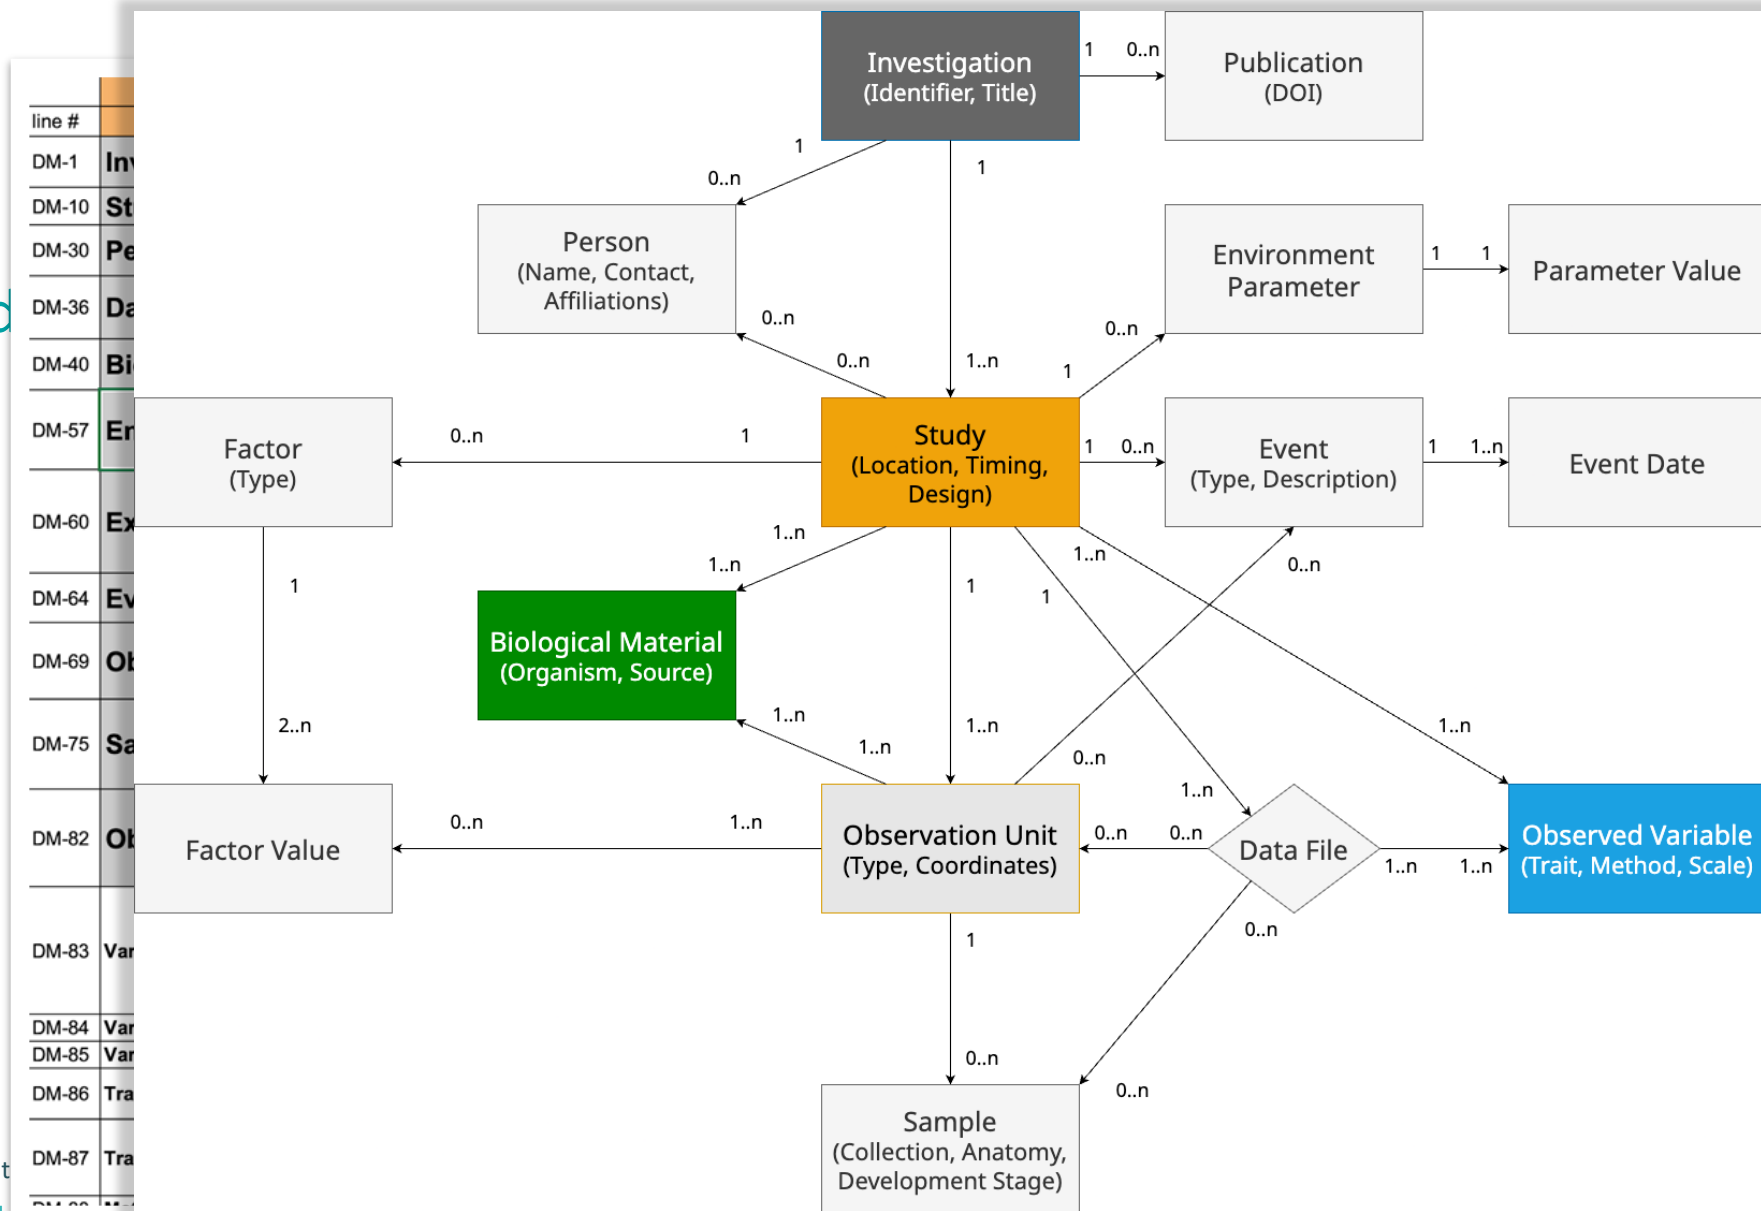 Investigation
(Identifier, Title)
1
0..n
Publication
(DOI)
line #
DM-1
DM-10
DM-30
DM-36
DM-40
DM-57
DM-60
DM-64
DM-69
DM-75
DM-82
DM-83
DM-84
DM-85
DM-86
DM-87
1
0..n
1
Person
(Name, Contact,
Affiliations)
Environment
Parameter
1
1
Parameter Value
0..n
0..n
1..n
0..n
1
Factor
(Type)
0..n
1
Study
(Location, Timing,
Design)
1
0..n
Event
(Type, Description)
1
1..n
Event Date
1..n
1..n
1
1
1..n
0..n
1
2..n
Biological Material
(Organism, Source)
1..n
1..n
1..n
0..n
1..n
1..n
Factor Value
0..n
1..n
Observation Unit
(Type, Coordinates)
0..n
0..n
Data File
1..n
1..n
Observed Variable
(Trait, Method, Scale)
1
0..n
0..n
0..n
Sample
(Collection, Anatomy,
Development Stage)